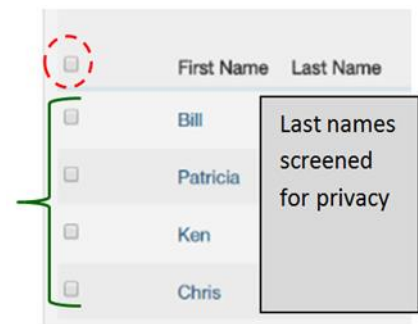 First Name Last Name
Bill
Patricia
Ken
Chris
Last names
screened
for privacy